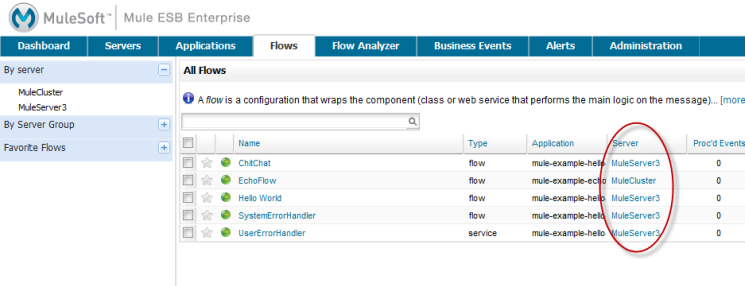 MuleSoft™ Mule ESB Enterprise
Dashboard Servers Applications Flows Flow Analyzer Business Events Alerts Administration
By server
MuleCluster
MuleServer3
By Server Group
Favorite Flows
All Flows
A flow is a configuration that wraps the component (class or web service that performs the main logic on the message)... [more
Name Type Application Server Proc'd Events
ChitChat flow mule-example-hello MuleServer3 0
EchoFlow flow mule-example-echo MuleCluster 0
Hello World flow mule-example-hello MuleServer3 0
SystemErrorHandler flow mule-example-hello MuleServer3 0
UserErrorHandler service mule-example-hello MuleServer3 0